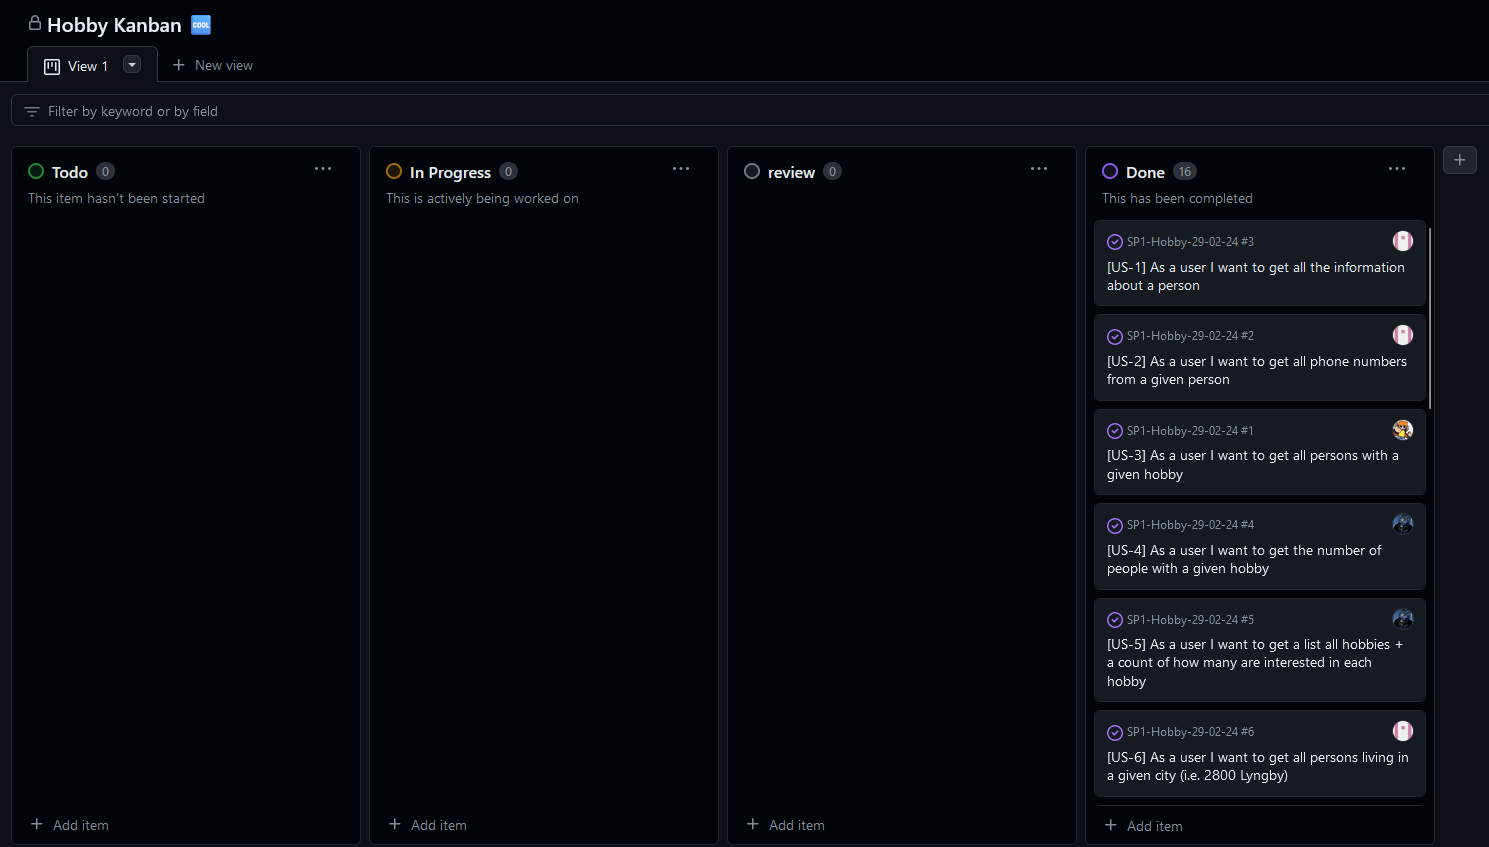 Hobby Kanban COOL
View 1
New view
Filter by keyword or by field
Todo 0
This item hasn't been started
Add item
In Progress 0
This is actively being worked on
Add item
review 0
Add item
Done 16
This has been completed
SP1-Hobby-29-02-24 #3
[US-1] As a user I want to get all the information
about a person
SP1-Hobby-29-02-24 #2
[US-2] As a user I want to get all phone numbers
from a given person
SP1-Hobby-29-02-24 #1
[US-3] As a user I want to get all persons with a
given hobby
SP1-Hobby-29-02-24 #4
[US-4] As a user I want to get the number of
people with a given hobby
SP1-Hobby-29-02-24 #5
[US-5] As a user I want to get a list all hobbies +
a count of how many are interested in each
hobby
SP1-Hobby-29-02-24 #6
[US-6] As a user I want to get all persons living in
a given city (i.e. 2800 Lyngby)
Add item